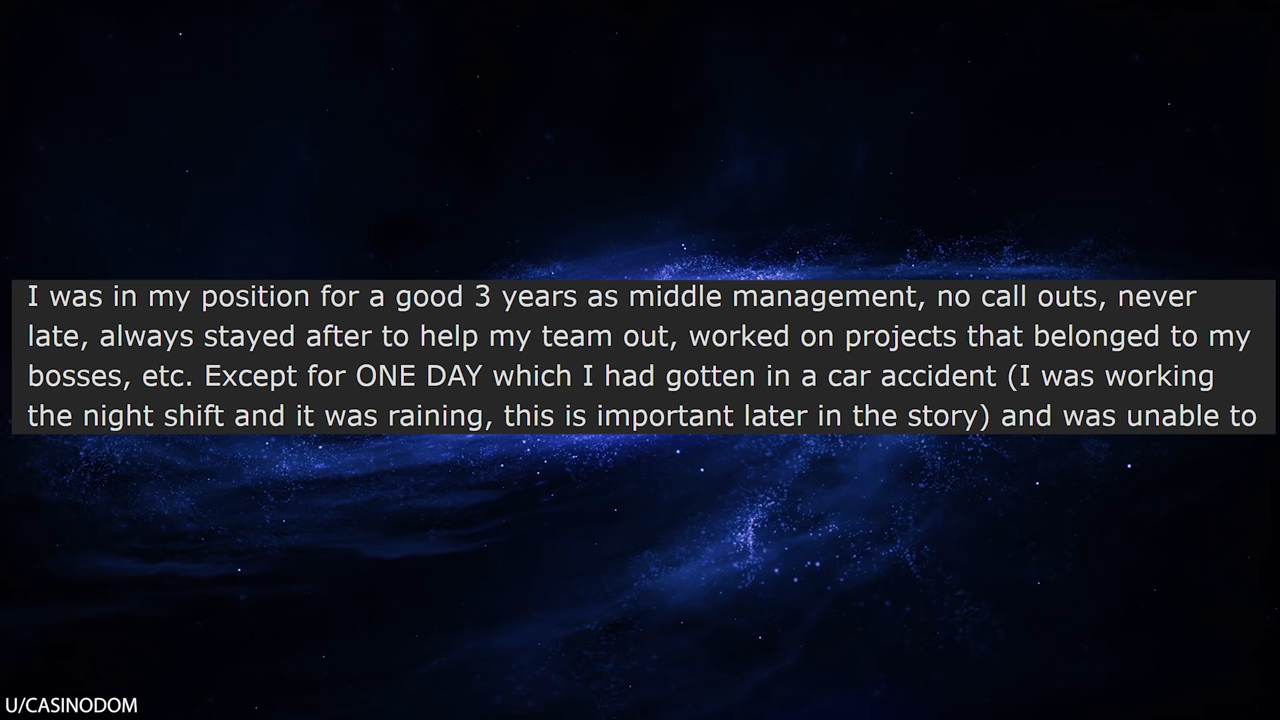 I was in my position for a good 3 years as middle management, no call outs, never
late, always stayed after to help my team out, worked on projects that belonged to my
bosses, etc. Except for ONE DAY which I had gotten in a car accident (I was working
the night shift and it was raining, this is important later in the story) and was unable to
U/CASINODOM